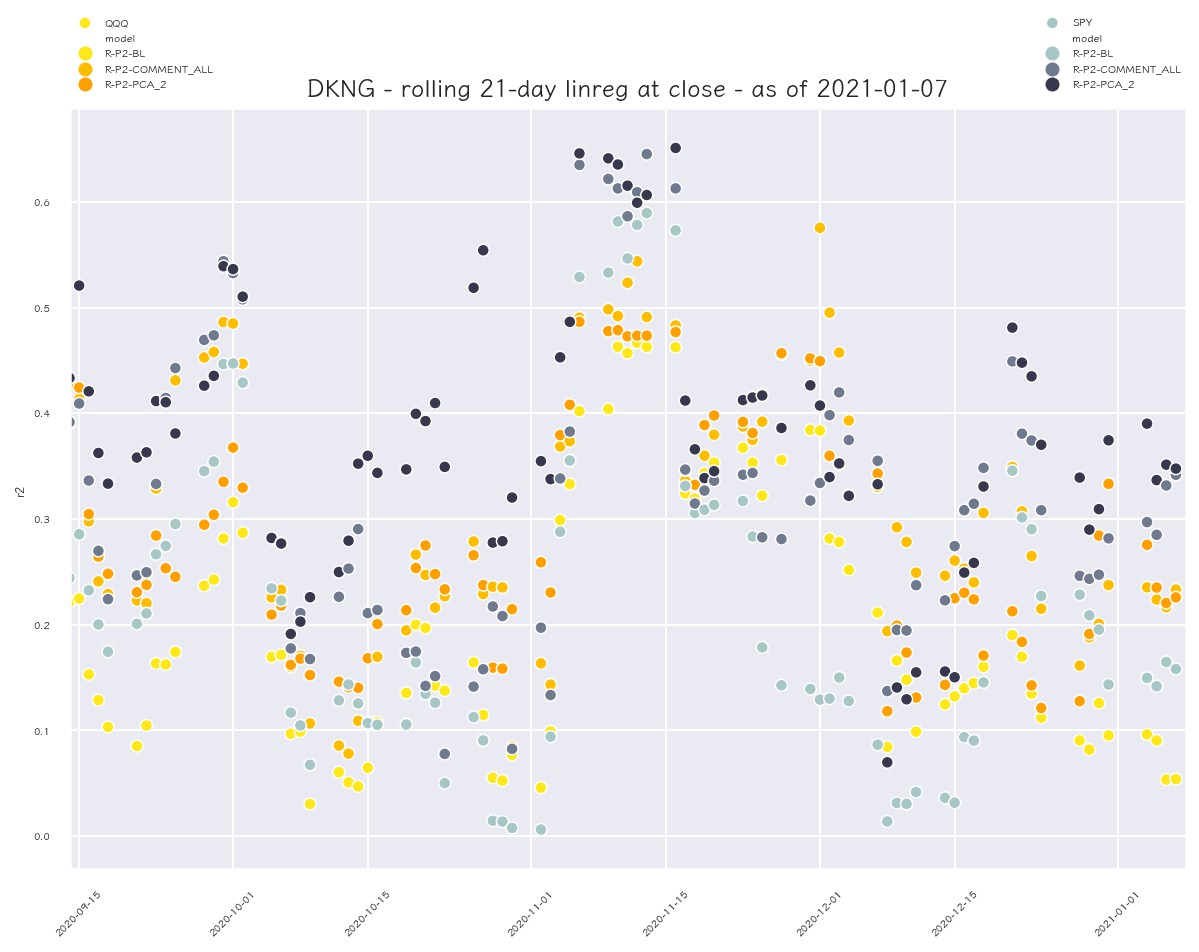 QQQ
model
R-P2-BL
R-P2-COMMENT_ALL
R-P2-PCA_2
SPY
model
R-P2-BL
R-P2-COMMENT_ALL
R-P2-PCA_2
DKNG - rolling 21-day linreg at close - as of 2021-01-07
r2
0.6
0.5
0.4
0.3
0.2
0.1
0.0
2020-09-15
2020-10-01
2020-10-15
2020-11-01
2020-11-15
2020-12-01
2020-12-15
2021-01-01